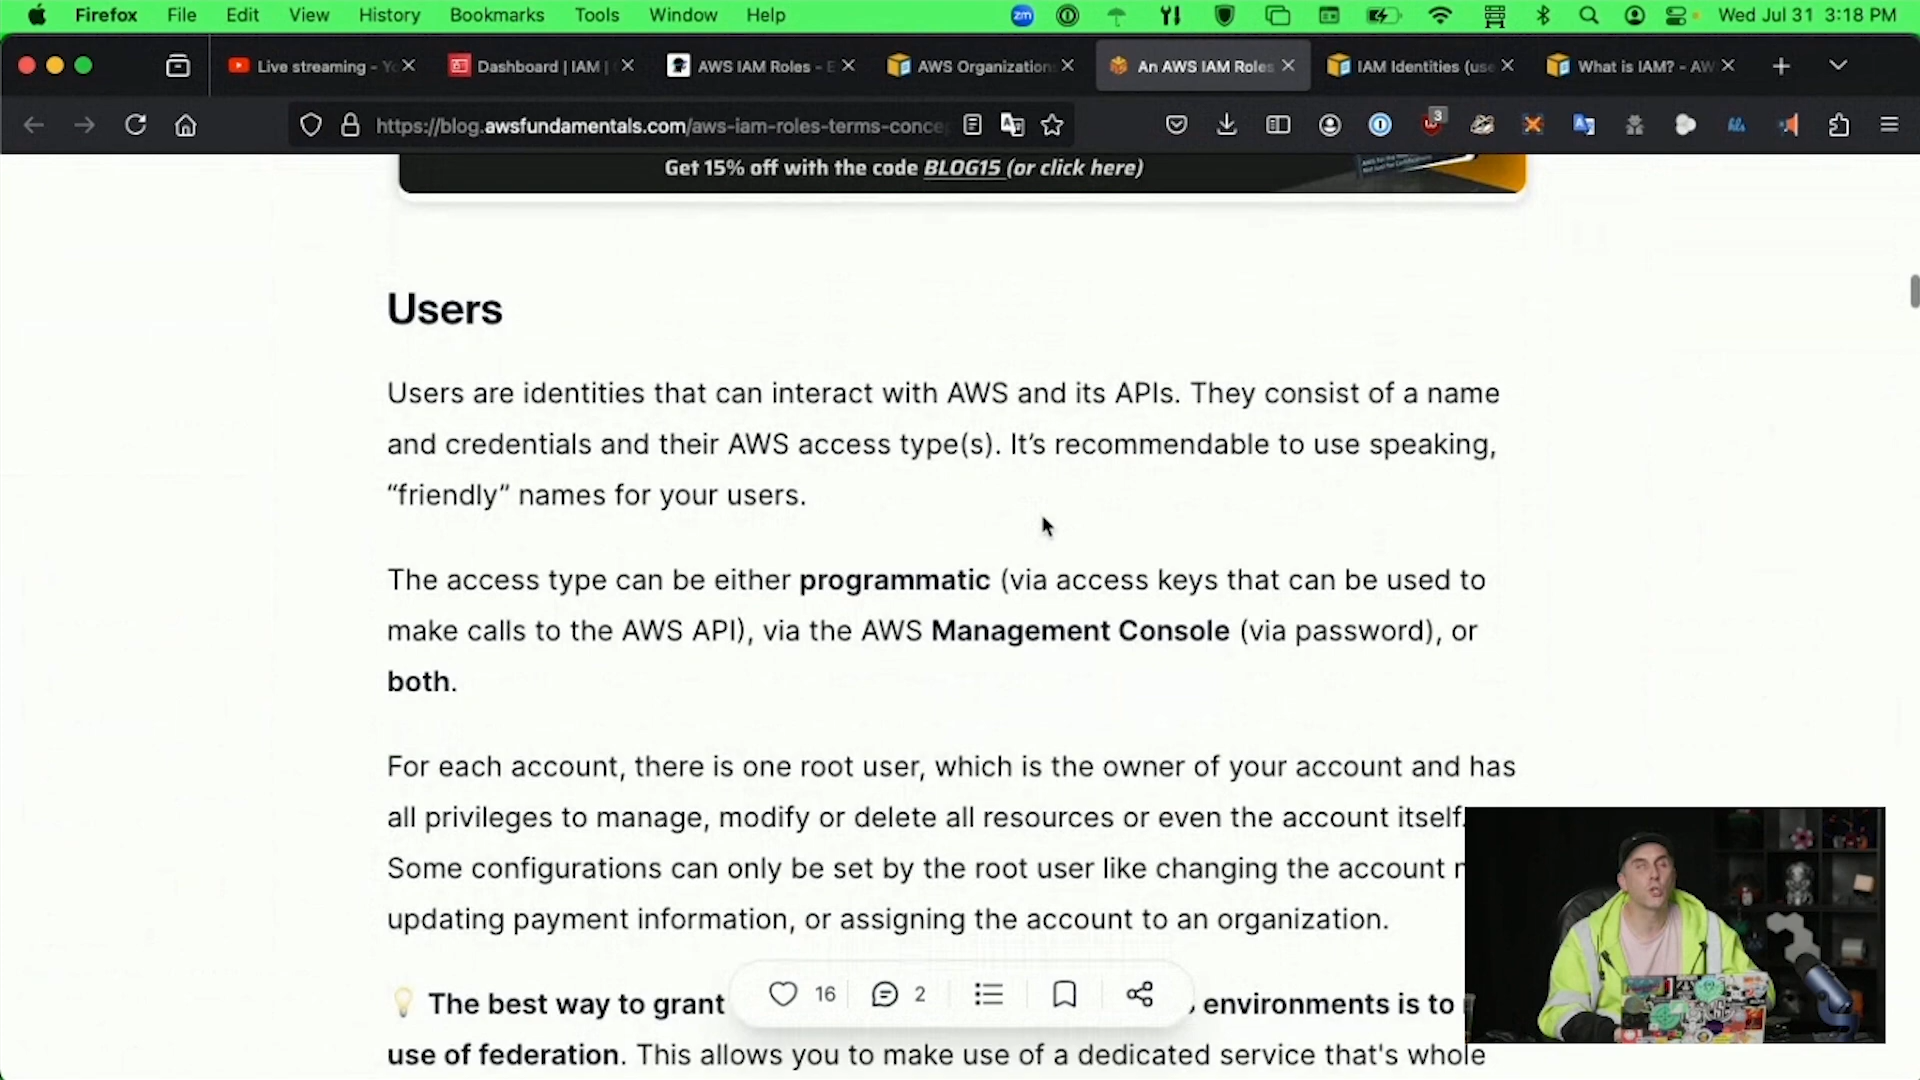 Firefox File Edit View History Bookmarks Tools Window Help zm Wed Jul 31 3:18 PM
Live streaming - Yo Dashboard | IAM | AWS IAM Roles - E AWS Organization An AWS IAM Roles IAM Identities (use What is IAM? - AW
https://blog.awsfundamentals.com/aws-iam-roles-terms-conce 3 hls
Get 15% off with the code BLOG15 (or click here)
Users
Users are identities that can interact with AWS and its APIs. They consist of a name
and credentials and their AWS access type(s). It’s recommendable to use speaking,
“friendly” names for your users.
The access type can be either programmatic (via access keys that can be used to
make calls to the AWS API), via the AWS Management Console (via password), or
both.
For each account, there is one root user, which is the owner of your account and has
all privileges to manage, modify or delete all resources or even the account itself.
Some configurations can only be set by the root user like changing the account
updating payment information, or assigning the account to an organization.
16 2
The best way to grant environments is to
use of federation. This allows you to make use of a dedicated service that's whole